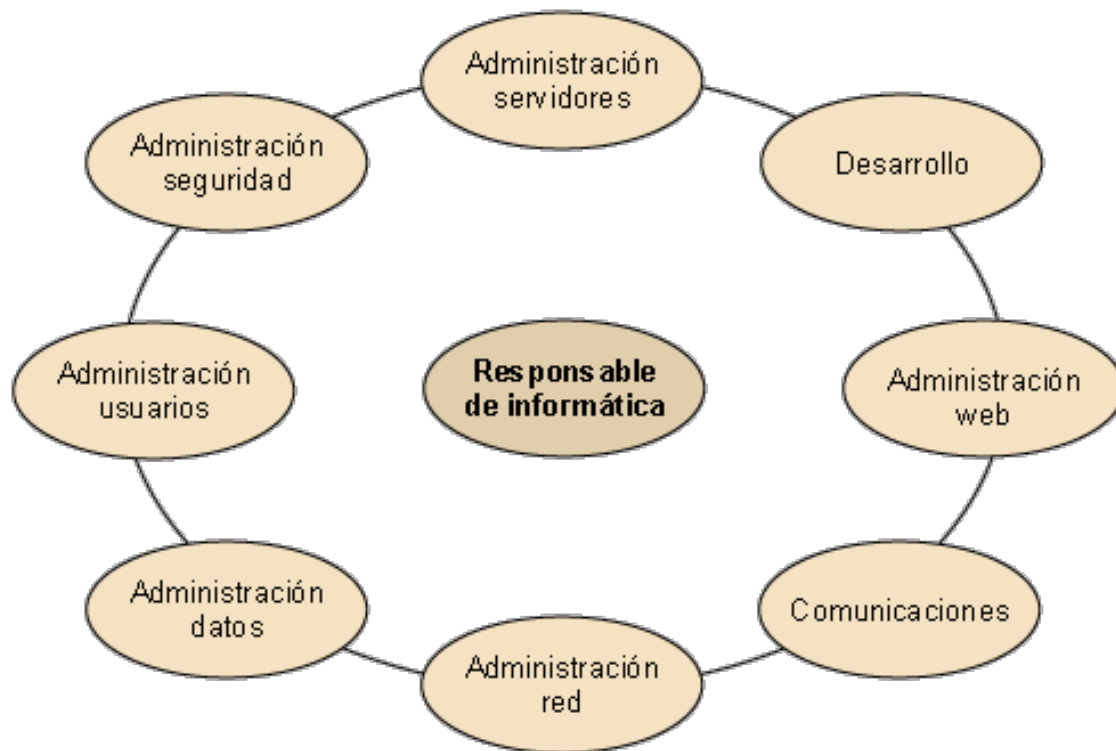 Administración
servidores
Administración
seguridad
Desarrollo
Administración
usuarios
Responsable
de informática
Administración
web
Administración
datos
Comunicaciones
Administración
red